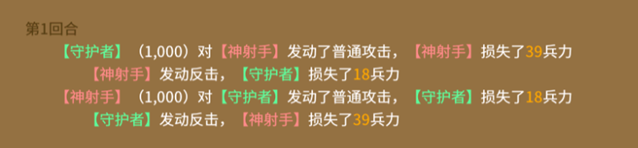 第1回合
【守护者】（1,000）对【神射手】发动了普通攻击，【神射手】损失了39兵力
【神射手】发动反击，【守护者】损失了18兵力
【神射手】（1,000）对【守护者】发动了普通攻击，【守护者】损失了18兵力
【守护者】发动反击，【神射手】损失了39兵力